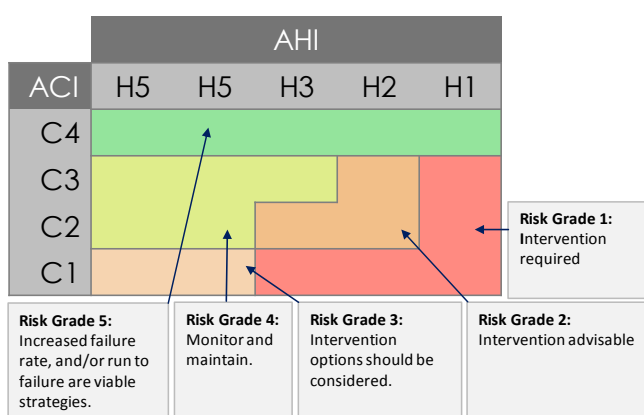 AHI
ACI H5 H5 H3 H2 H1
C4
C3
C2
C1
Risk Grade 1:
Intervention
required
Risk Grade 5:
Increased failure
rate, and/or run to
failure are viable
strategies.
Risk Grade 4:
Monitor and
maintain.
Risk Grade 3:
Intervention
options should be
considered.
Risk Grade 2:
Intervention advisable